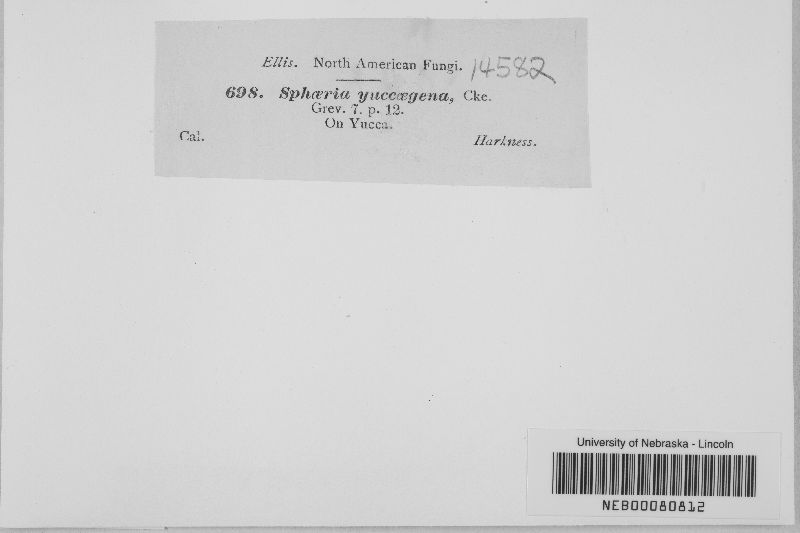 Ellis. North American Fungi. 14582
698. Sphæria yuccægena, Cke.
Grev. 7. p. 12.
On Yucca.
Cal. Harkness.
University of Nebraska - Lincoln
NEB00080812